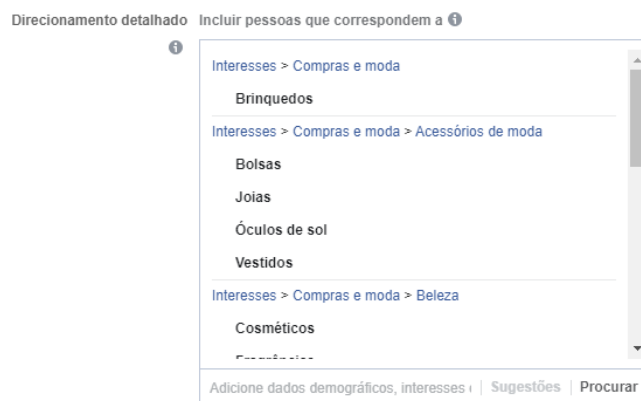 Direcionamento detalhado Incluir pessoas que correspondem a
Interesses > Compras e moda
Brinquedos
Interesses > Compras e moda > Acessórios de moda
Bolsas
Joias
Óculos de sol
Vestidos
Interesses > Compras e moda > Beleza
Cosméticos
Adicione dados demográficos, interesses | Sugestões | Procurar